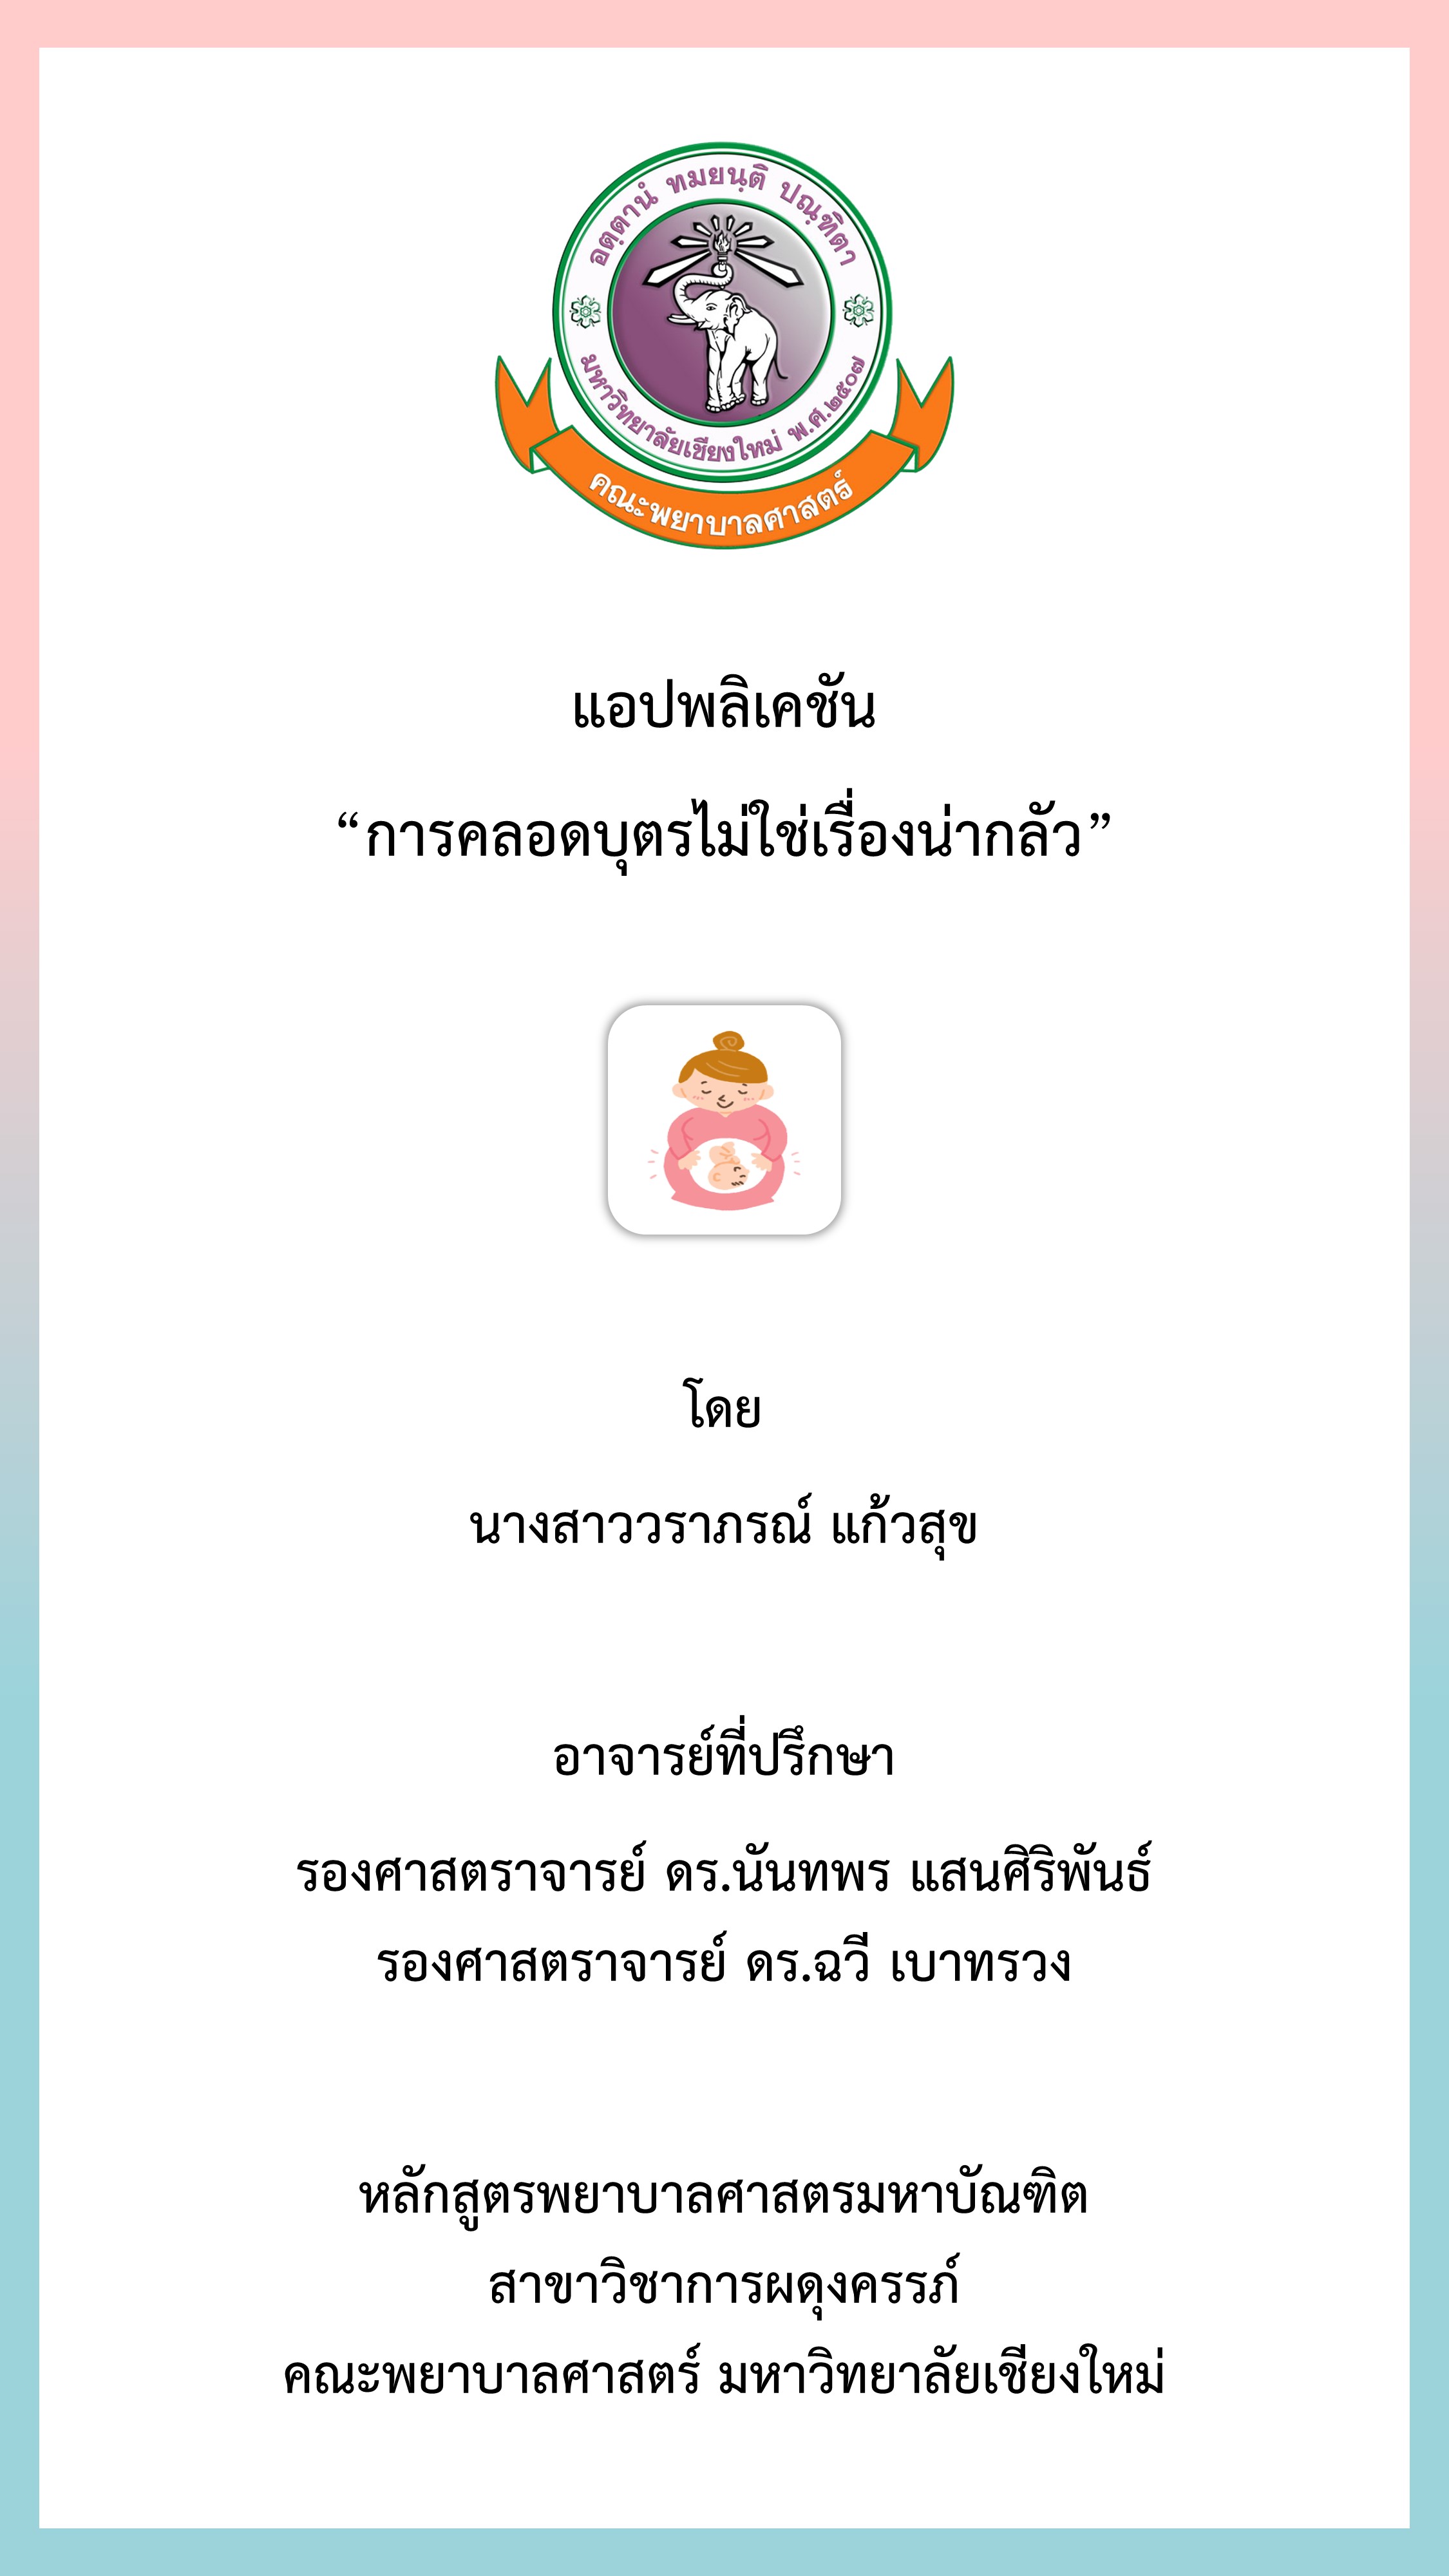 อตฺตานํ ทมยนฺติ ปณฺฑิตา
มหาวิทยาลัยเชียงใหม่ พ.ศ.๒๕๐๗
คณะพยาบาลศาสตร์
แอปพลิเคชัน
“การคลอดบุตรไม่ใช่เรื่องน่ากลัว”
โดย
นางสาววราภรณ์ แก้วสุข
อาจารย์ที่ปรึกษา
รองศาสตราจารย์ ดร.นันทพร แสนศิริพันธ์
รองศาสตราจารย์ ดร.ฉวี เบาทรวง
หลักสูตรพยาบาลศาสตรมหาบัณฑิต
สาขาวิชาการผดุงครรภ์
คณะพยาบาลศาสตร์ มหาวิทยาลัยเชียงใหม่